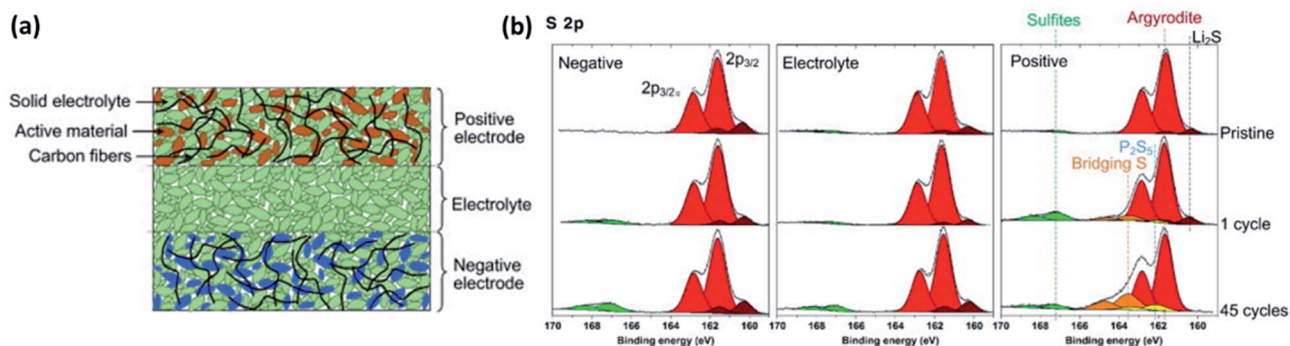 (a)
Solid electrolyte
Active material
Carbon fibers
Positive
electrode
Electrolyte
Negative
electrode
(b)
S 2p
Sulfites
Argyrodite
Li₂S
Negative
2p3/2
2p3/2α
Electrolyte
Positive
Pristine
P₂S₅
Bridging S
1 cycle
45 cycles
170 168 166 164 162 160
Binding energy (eV)
170 168 166 164 162 160
Binding energy (eV)
170 168 166 164 162 160
Binding energy (eV)